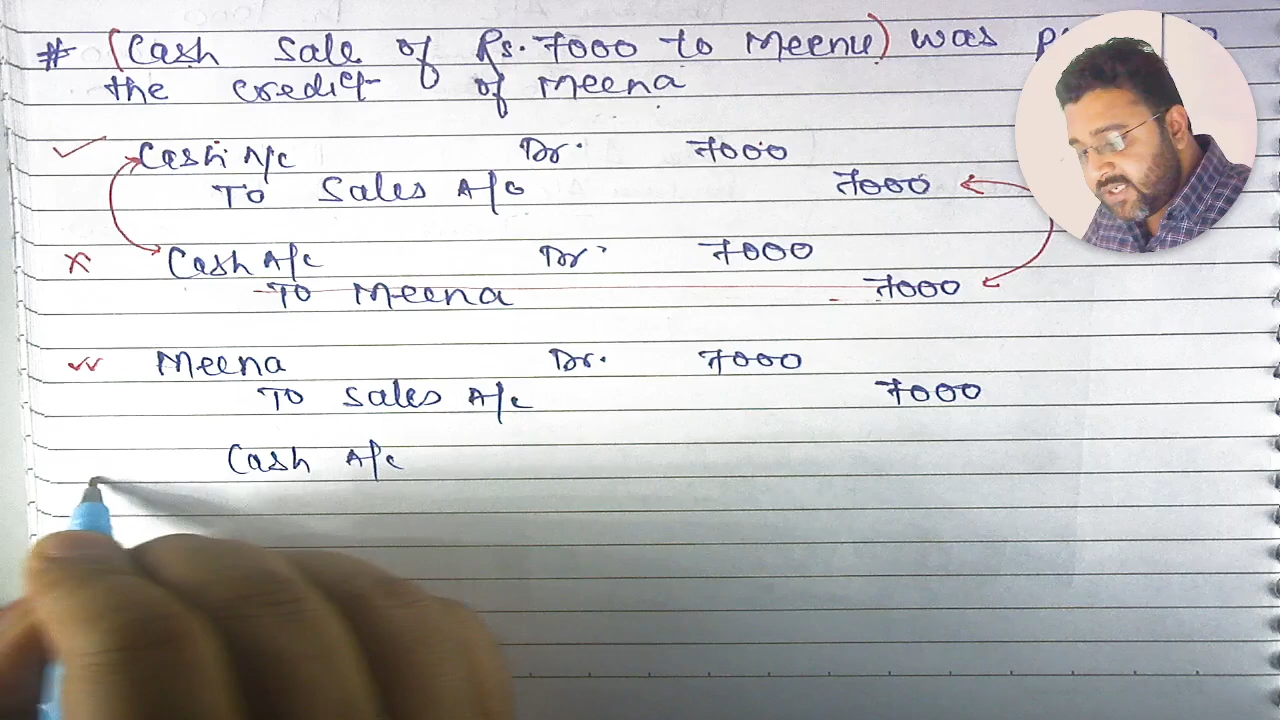 # (Cash Sale of Rs. 7000 to Meenu) was
the credit of Meena
Cash A/c Dr. 7000
To Sales A/c 7000
Cash A/c Dr. 7000
To Meena 7000
Meena Dr. 7000
To Sales A/c 7000
Cash A/c